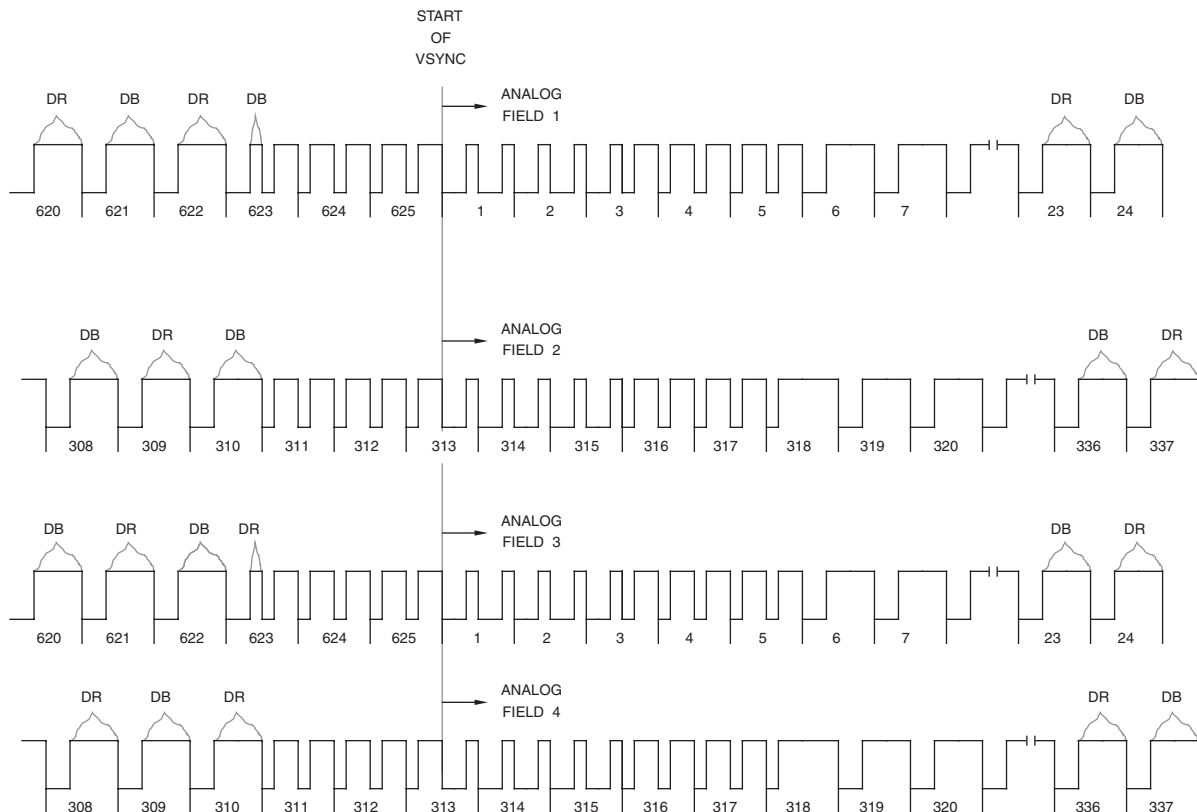 START
OF
VSYNC
DR DB DR DB
ANALOG
FIELD 1
DR DB
620 621 622 623 624 625 1 2 3 4 5 6 7 23 24
DB DR DB
ANALOG
FIELD 2
DB DR
308 309 310 311 312 313 314 315 316 317 318 319 320 336 337
DB DR DB DR
ANALOG
FIELD 3
DB DR
620 621 622 623 624 625 1 2 3 4 5 6 7 23 24
DR DB DR
ANALOG
FIELD 4
DR DB
308 309 310 311 312 313 314 315 316 317 318 319 320 336 337